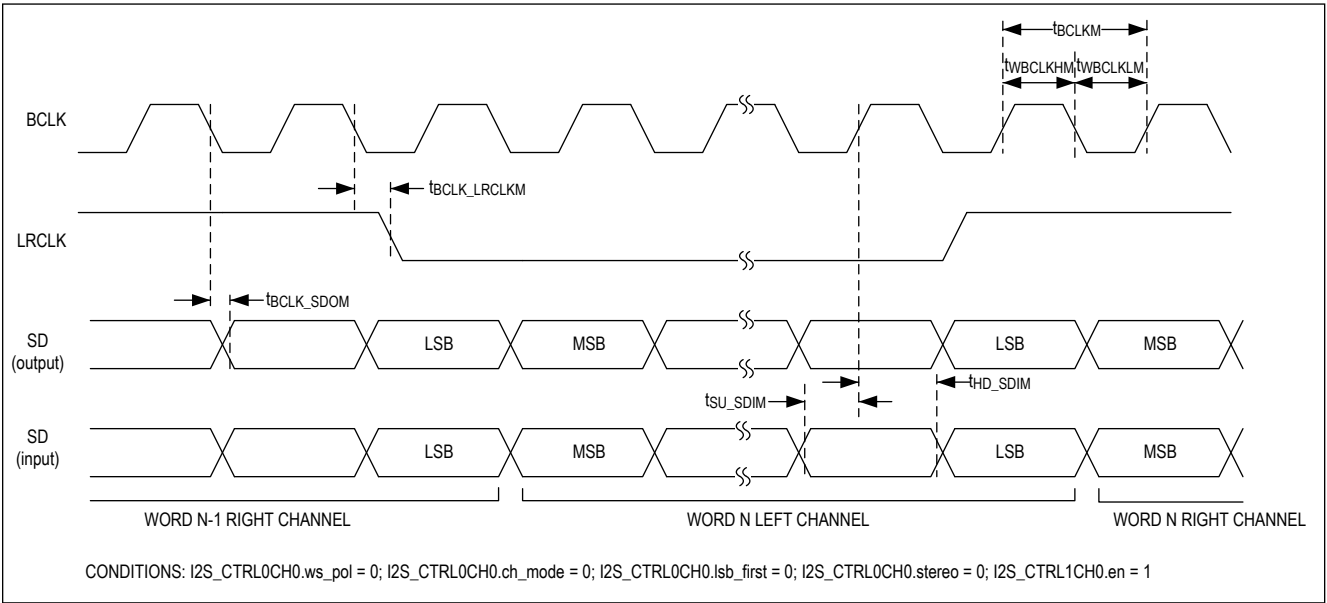 tBCLKM
tWBCLKHM tWBCLKLM
BCLK
tBCLK_LRCLKM
LRCLK
tBCLK_SDOM
SD
(output)
LSB MSB LSB MSB
tHD_SDIM
tSU_SDIM
SD
(input)
LSB MSB LSB MSB
WORD N-1 RIGHT CHANNEL WORD N LEFT CHANNEL WORD N RIGHT CHANNEL
CONDITIONS: I2S_CTRL0CH0.ws_pol = 0; I2S_CTRL0CH0.ch_mode = 0; I2S_CTRL0CH0.lsb_first = 0; I2S_CTRL0CH0.stereo = 0; I2S_CTRL1CH0.en = 1